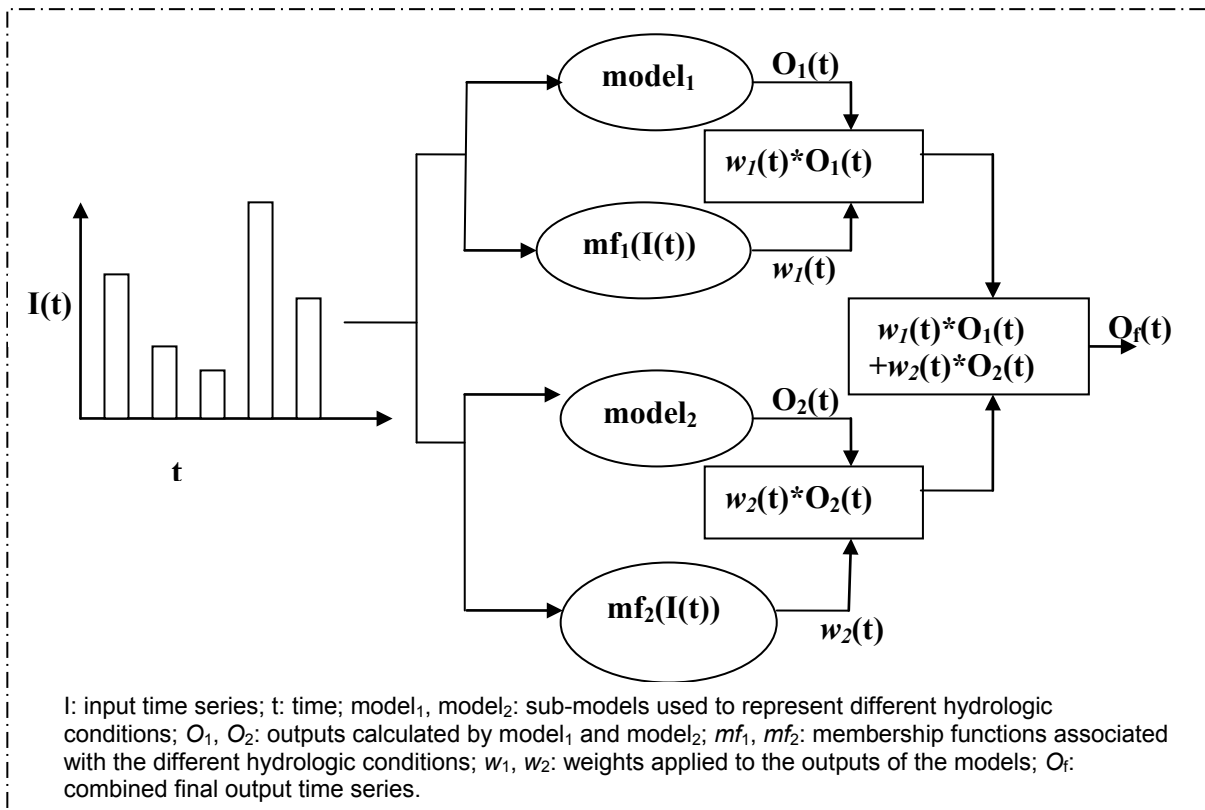 model₁
O₁(t)
w₁(t)*O₁(t)
mf₁(I(t))
w₁(t)
I(t)
t
w₁(t)*O₁(t)
+w₂(t)*O₂(t)
O_f(t)
model₂
O₂(t)
w₂(t)*O₂(t)
mf₂(I(t))
w₂(t)
I: input time series; t: time; model₁, model₂: sub-models used to represent different hydrologic
conditions; O₁, O₂: outputs calculated by model₁ and model₂; mf₁, mf₂: membership functions associated
with the different hydrologic conditions; w₁, w₂: weights applied to the outputs of the models; O_f:
combined final output time series.